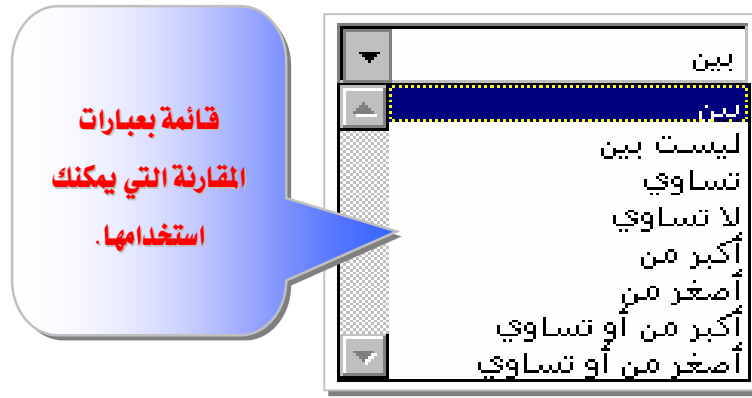 بين
بين
ليست بين
تساوي
لا تساوي
أكبر من
أصغر من
أكبر من أو تساوي
أصغر من أو تساوي
قائمة بعبارات
المقارنة التي يمكنك
استخدامها.